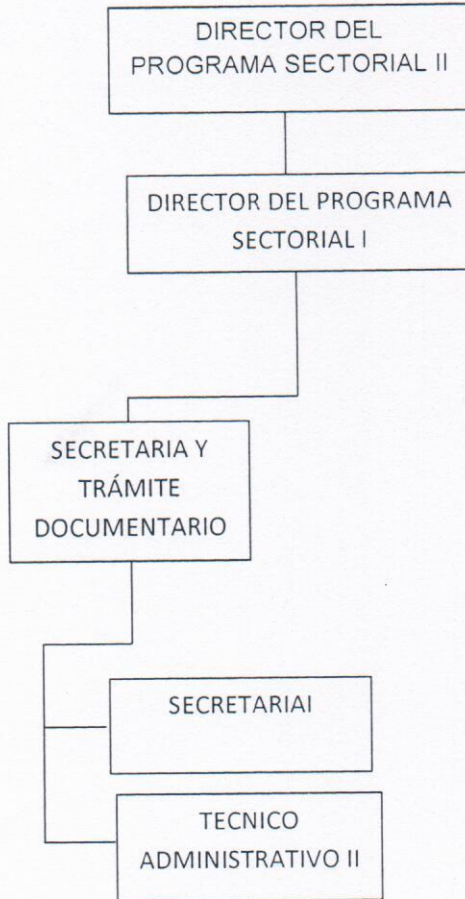 DIRECTOR DEL
PROGRAMA SECTORIAL II
DIRECTOR DEL PROGRAMA
SECTORIAL I
SECRETARIA Y
TRÁMITE
DOCUMENTARIO
SECRETARIAI
TECNICO
ADMINISTRATIVO II